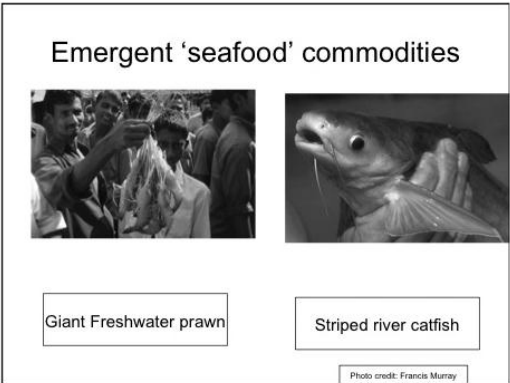 Emergent ‘seafood’ commodities
Giant Freshwater prawn
Striped river catfish
Photo credit: Francis Murray